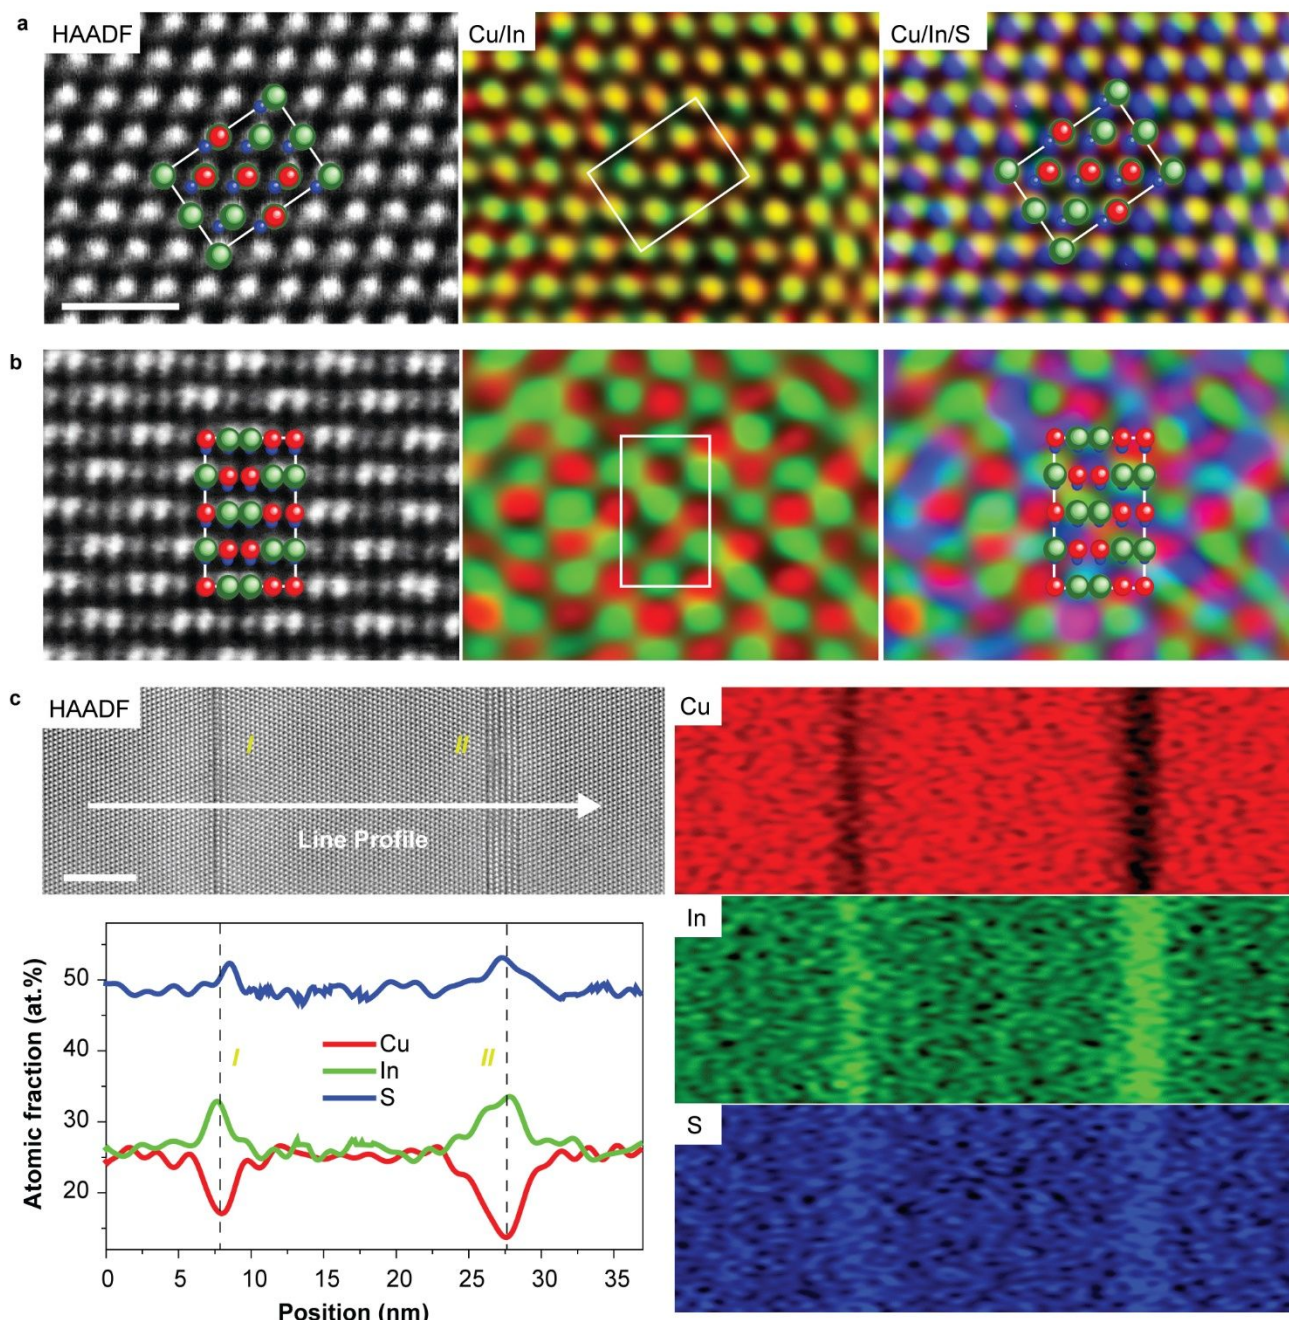 a
HAADF
Cu/In
Cu/In/S
b
c
HAADF
I
II
Line Profile
Cu
In
S
Atomic fraction (at.%)
50
40
30
20
I
II
Cu
In
S
0
5
10
15
20
25
30
35
Position (nm)